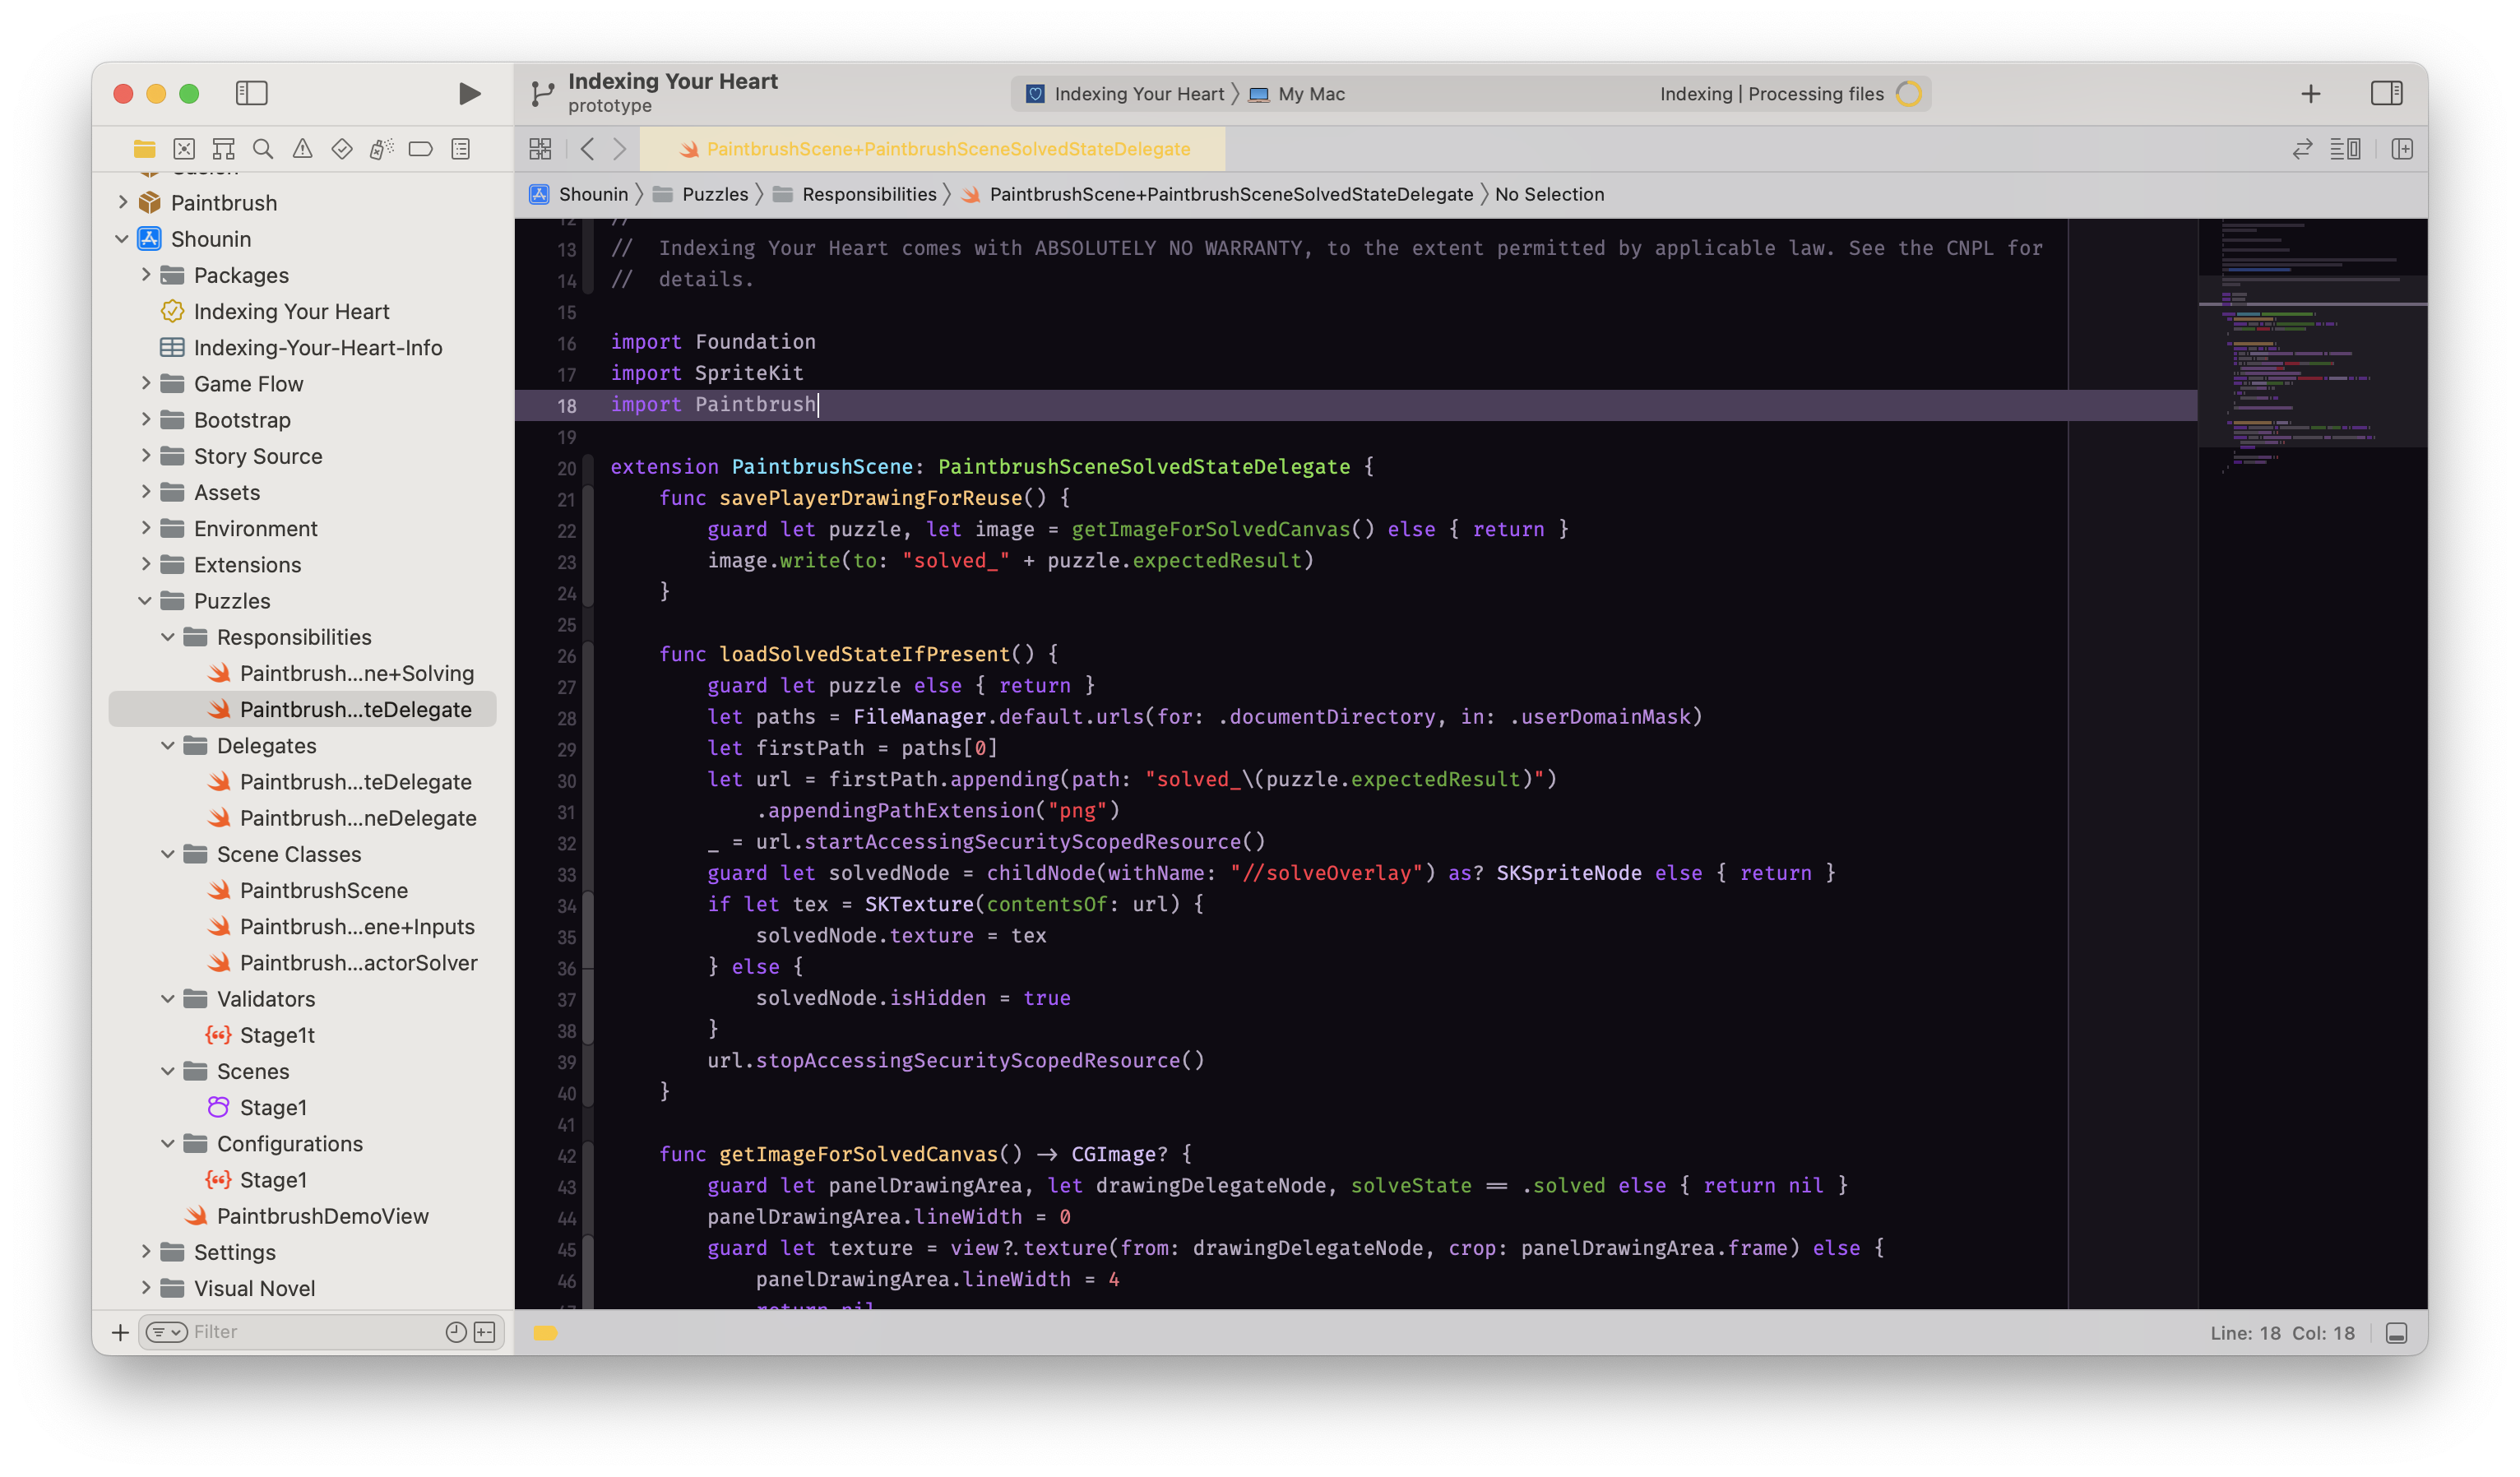 Indexing Your Heart
prototype
Indexing Your Heart
My Mac
Indexing | Processing files
PaintbrushScene+PaintbrushSceneSolvedStateDelegate
Shounin
Puzzles
Responsibilities
PaintbrushScene+PaintbrushSceneSolvedStateDelegate
No Selection
Paintbrush
Shounin
Packages
Indexing Your Heart
Indexing-Your-Heart-Info
Game Flow
Bootstrap
Story Source
Assets
Environment
Extensions
Puzzles
Responsibilities
Paintbrush...ne+Solving
Paintbrush...teDelegate
Delegates
Paintbrush...teDelegate
Paintbrush...neDelegate
Scene Classes
PaintbrushScene
Paintbrush...ene+Inputs
Paintbrush...actorSolver
Validators
Stage1t
Scenes
Stage1
Configurations
Stage1
PaintbrushDemoView
Settings
Visual Novel
Filter
12 //
13 //  Indexing Your Heart comes with ABSOLUTELY NO WARRANTY, to the extent permitted by applicable law. See the CNPL for
14 //  details.
15
16 import Foundation
17 import SpriteKit
18 import Paintbrush
19
20 extension PaintbrushScene: PaintbrushSceneSolvedStateDelegate {
21     func savePlayerDrawingForReuse() {
22         guard let puzzle, let image = getImageForSolvedCanvas() else { return }
23         image.write(to: "solved_" + puzzle.expectedResult)
24     }
25
26     func loadSolvedStateIfPresent() {
27         guard let puzzle else { return }
28         let paths = FileManager.default.urls(for: .documentDirectory, in: .userDomainMask)
29         let firstPath = paths[0]
30         let url = firstPath.appending(path: "solved_\(puzzle.expectedResult)")
31             .appendingPathExtension("png")
32         _ = url.startAccessingSecurityScopedResource()
33         guard let solvedNode = childNode(withName: "//solveOverlay") as? SKSpriteNode else { return }
34         if let tex = SKTexture(contentsOf: url) {
35             solvedNode.texture = tex
36         } else {
37             solvedNode.isHidden = true
38         }
39         url.stopAccessingSecurityScopedResource()
40     }
41
42     func getImageForSolvedCanvas() -> CGImage? {
43         guard let panelDrawingArea, let drawingDelegateNode, solveState == .solved else { return nil }
44         panelDrawingArea.lineWidth = 0
45         guard let texture = view?.texture(from: drawingDelegateNode, crop: panelDrawingArea.frame) else {
46             panelDrawingArea.lineWidth = 4
47             return nil
Line: 18  Col: 18